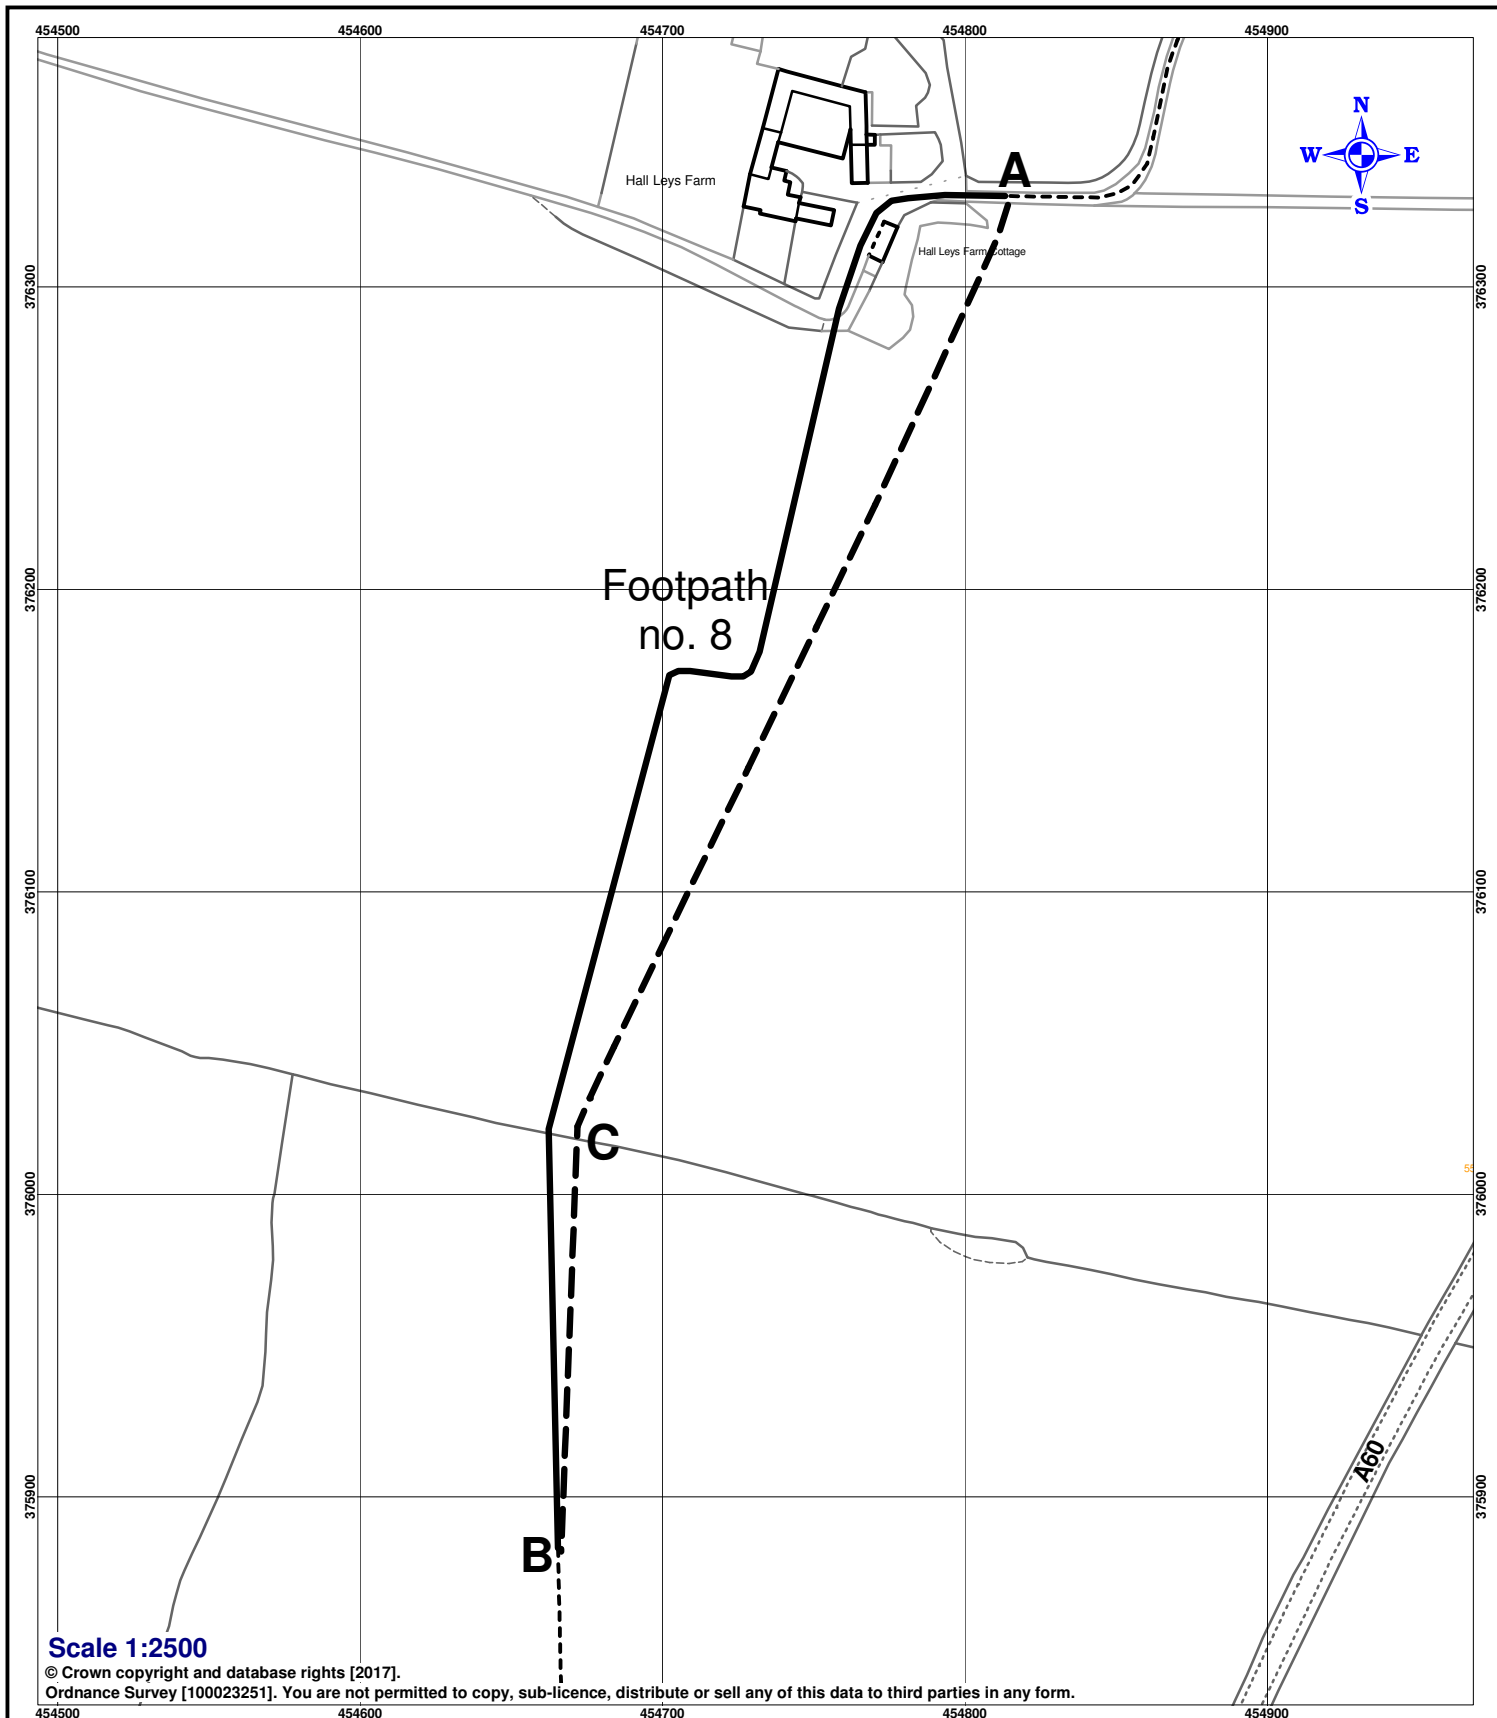 454500 454600 454700 454800 454900
N
W E
S
A
Hall Leys Farm
Hall Leys Farm Cottage
376300 376300
Footpath
no. 8
376200 376200
376100 376100
C
376000 376000
A60
375900 375900
B
Scale 1:2500
© Crown copyright and database rights [2017].
Ordnance Survey [100023251]. You are not permitted to copy, sub-licence, distribute or sell any of this data to third parties in any form.
454500 454600 454700 454800 454900